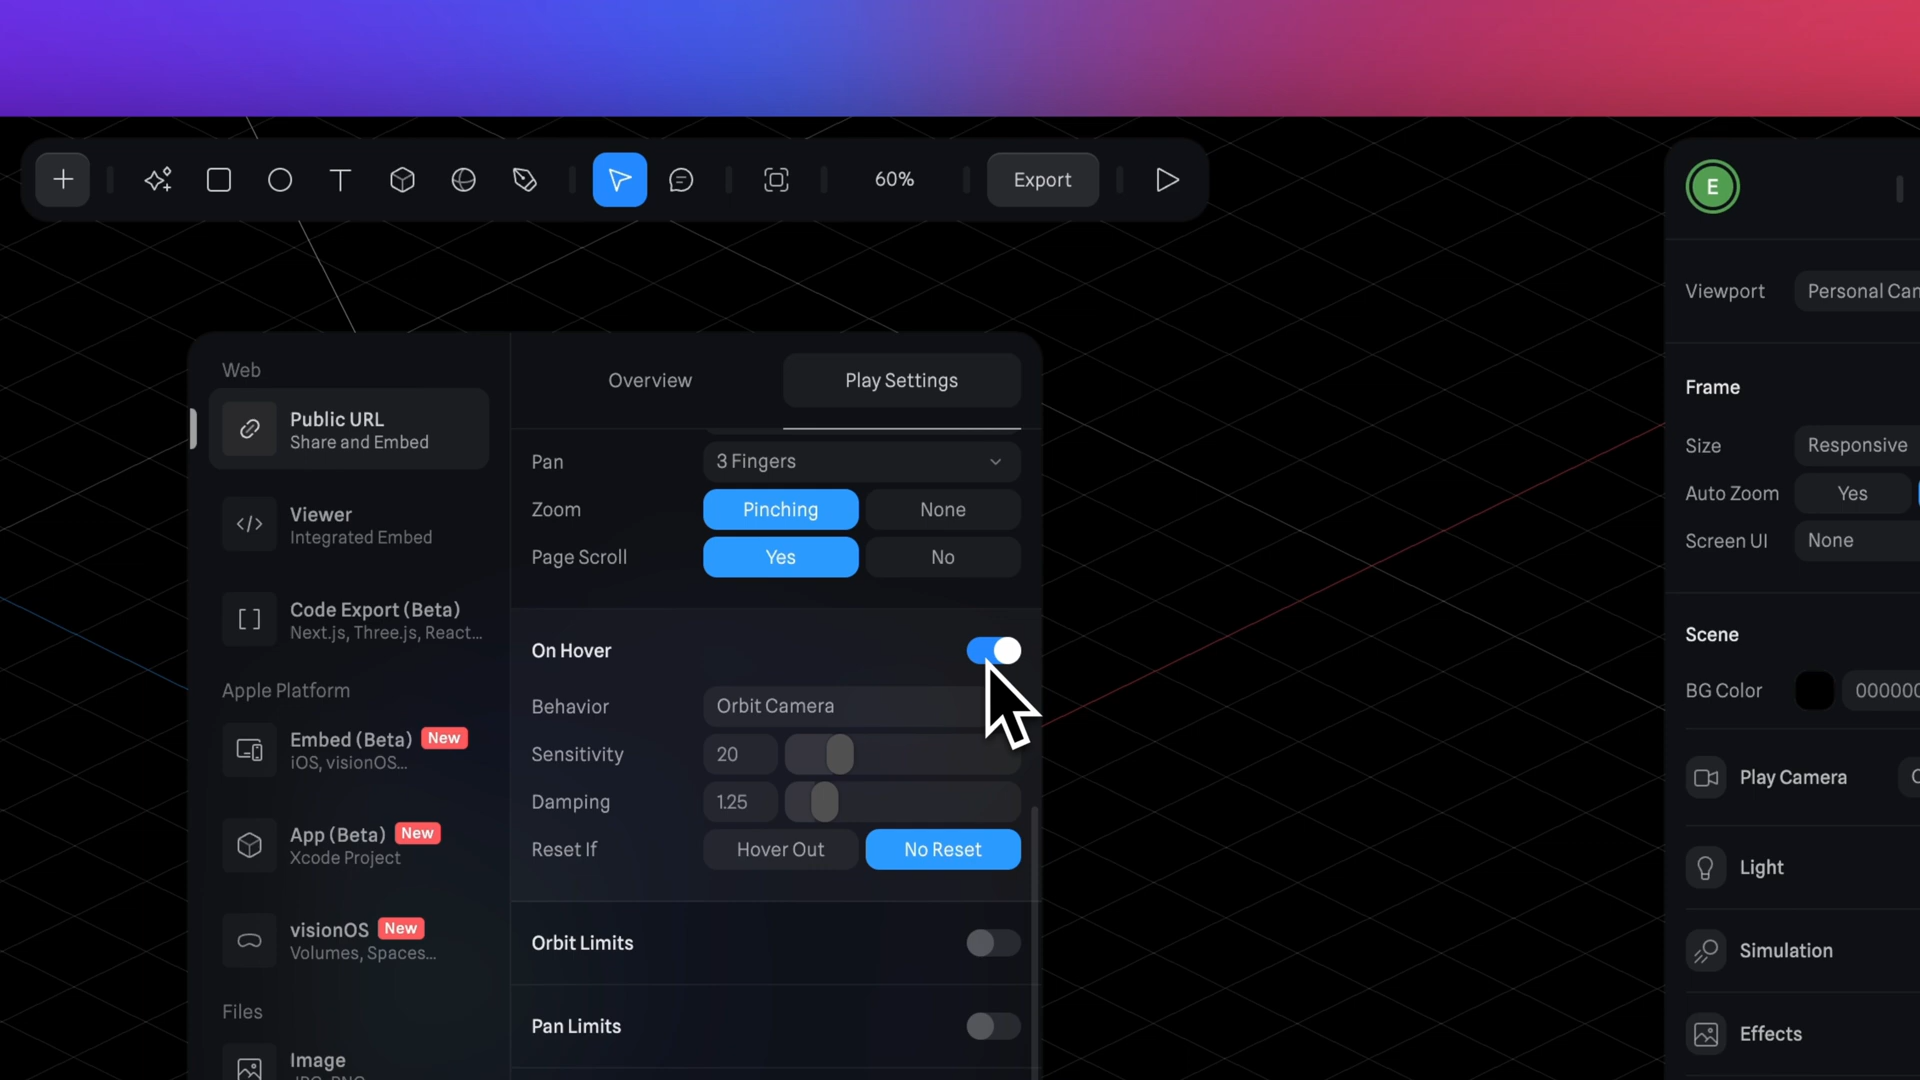 60%
Export
E
Viewport
Personal Can
Frame
Size
Responsive
Auto Zoom
Yes
Screen UI
None
Scene
BG Color
000000
Play Camera
Light
Simulation
Effects
Web
Public URL
Share and Embed
Viewer
Integrated Embed
Code Export (Beta)
Next.js, Three.js, React...
Apple Platform
Embed (Beta) New
iOS, visionOS...
App (Beta) New
Xcode Project
visionOS New
Volumes, Spaces...
Files
Image
Overview
Play Settings
Pan
3 Fingers
Zoom
Pinching
None
Page Scroll
Yes
No
On Hover
Behavior
Orbit Camera
Sensitivity
20
Damping
1.25
Reset If
Hover Out
No Reset
Orbit Limits
Pan Limits